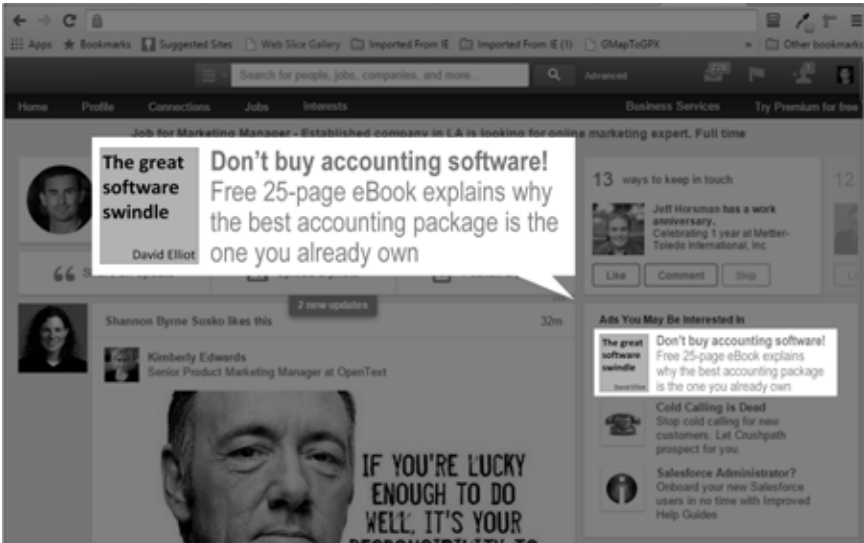 Apps Bookmarks Suggested Sites Web Slice Gallery Imported From IE Imported From IE (1) GMapToGPX » Other bookmarks
Search for people, jobs, companies, and more... Advanced
Home Profile Connections Jobs Interests Business Services Try Premium for free
Job for Marketing Manager - Established company in LA is looking for online marketing expert. Full time
The great
software
swindle
David Elliot
Don't buy accounting software!
Free 25-page eBook explains why
the best accounting package is the
one you already own
13 ways to keep in touch
12
Jeff Horsman has a work
anniversary.
Celebrating 1 year at Metter-
Toledo International, Inc
Like Comment Skip
2 new updates
Shannon Byrne Susko likes this 32m
Kimberly Edwards
Senior Product Marketing Manager at OpenText
IF YOU'RE LUCKY
ENOUGH TO DO
WELL, IT'S YOUR
RESPONSIBILITY TO
Ads You May Be Interested In
The great
software
swindle
David Elliot
Don't buy accounting software!
Free 25-page eBook explains
why the best accounting package
is the one you already own
Cold Calling is Dead
Stop cold calling for new
customers. Let Crushpath
prospect for you.
Salesforce Administrator?
Onboard your new Salesforce
users in no time with Improved
Help Guides